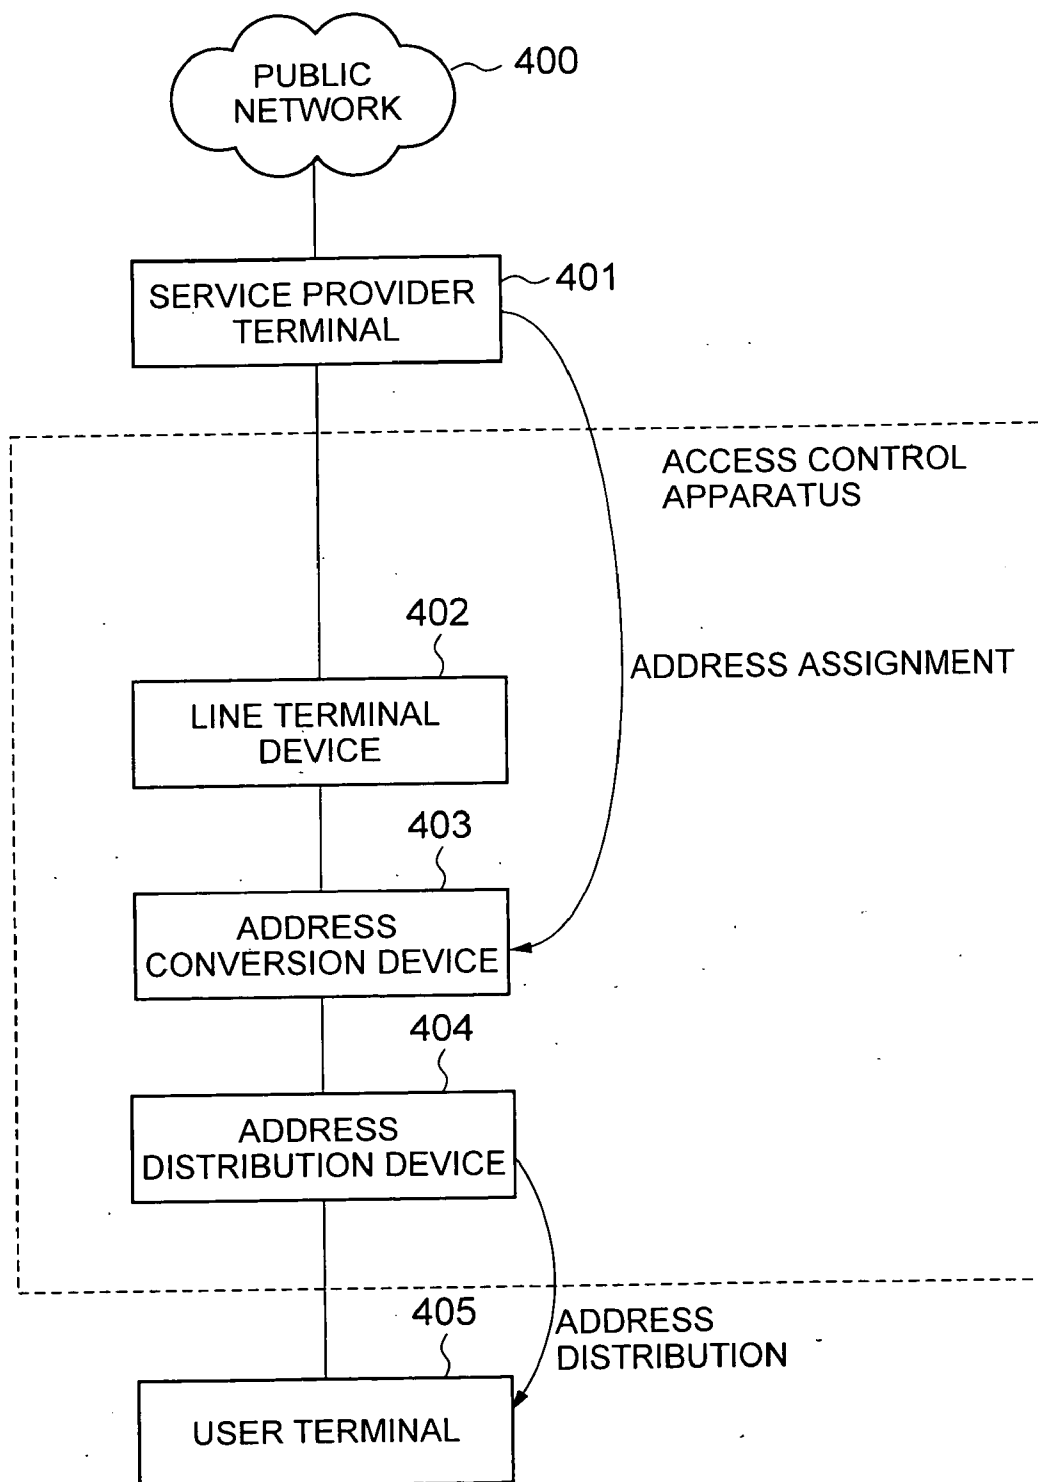 PUBLIC
NETWORK
400
SERVICE PROVIDER
TERMINAL
401
ACCESS CONTROL
APPARATUS
402
ADDRESS ASSIGNMENT
LINE TERMINAL
DEVICE
403
ADDRESS
CONVERSION DEVICE
404
ADDRESS
DISTRIBUTION DEVICE
405
ADDRESS
DISTRIBUTION
USER TERMINAL